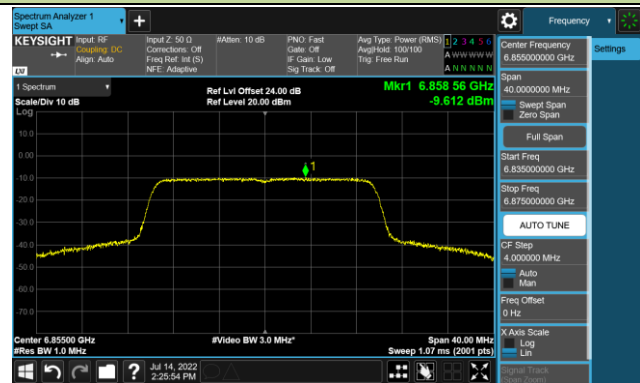 Spectrum Analyzer 1
Swept SA
Frequency
KEYSIGHT
Input: RF
Coupling: DC
Align: Auto
Input Z: 50 Ω
Corrections: Off
Freq Ref: Int (S)
NFE: Adaptive
#Atten: 10 dB
PNO: Fast
Gate: Off
IF Gain: Low
Sig Track: Off
Avg Type: Power (RMS)
Avg|Hold: 100/100
Trig: Free Run
1 2 3 4 5 6
A W W W W W
A N N N N N
LXI
1 Spectrum
Scale/Div 10 dB
Log
Ref Lvl Offset 24.00 dB
Ref Level 20.00 dBm
Mkr1 6.858 56 GHz
-9.612 dBm
1
10.0
0.00
-10.0
-20.0
-30.0
-40.0
-50.0
-60.0
-70.0
Center 6.85500 GHz
#Res BW 1.0 MHz
#Video BW 3.0 MHz*
Span 40.00 MHz
Sweep 1.07 ms (2001 pts)
Jul 14, 2022
2:25:54 PM
Center Frequency
6.855000000 GHz
Settings
Span
40.0000000 MHz
Swept Span
Zero Span
Full Span
Start Freq
6.835000000 GHz
Stop Freq
6.875000000 GHz
AUTO TUNE
CF Step
4.000000 MHz
Auto
Man
Freq Offset
0 Hz
X Axis Scale
Log
Lin
Signal Track
(Span Zoom)